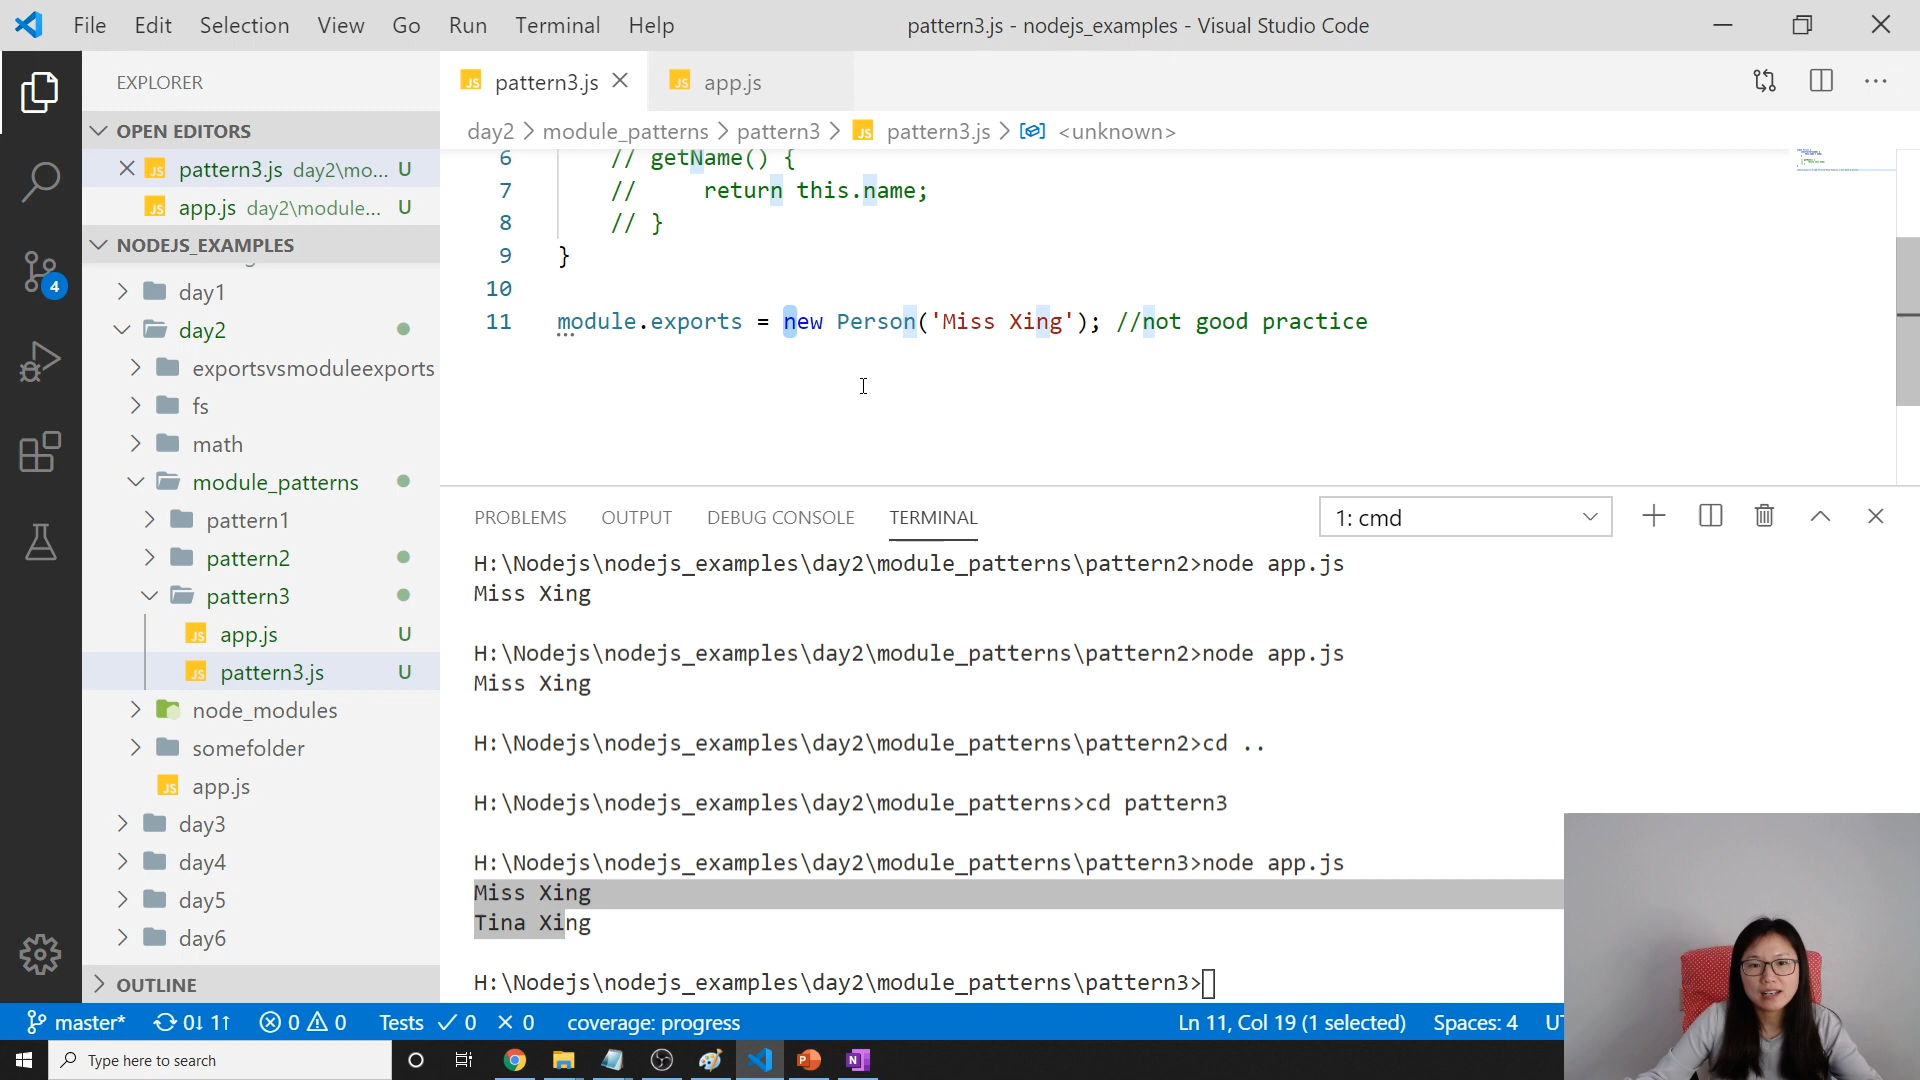 File Edit Selection View Go Run Terminal Help pattern3.js - nodejs_examples - Visual Studio Code
EXPLORER
OPEN EDITORS
pattern3.js day2\mo... U
app.js day2\module... U
NODEJS_EXAMPLES
day1
day2
exportsvsmoduleexports
fs
math
module_patterns
pattern1
pattern2
pattern3
app.js U
pattern3.js U
node_modules
somefolder
app.js
day3
day4
day5
day6
OUTLINE
4
JS pattern3.js
JS app.js
day2 > module_patterns > pattern3 > JS pattern3.js > <unknown>
6 // getName() {
7 // return this.name;
8 // }
9 }
10
11 module.exports = new Person('Miss Xing'); //not good practice
PROBLEMS OUTPUT DEBUG CONSOLE TERMINAL 1: cmd
H:\Nodejs\nodejs_examples\day2\module_patterns\pattern2>node app.js
Miss Xing
H:\Nodejs\nodejs_examples\day2\module_patterns\pattern2>node app.js
Miss Xing
H:\Nodejs\nodejs_examples\day2\module_patterns\pattern2>cd ..
H:\Nodejs\nodejs_examples\day2\module_patterns>cd pattern3
H:\Nodejs\nodejs_examples\day2\module_patterns\pattern3>node app.js
Miss Xing
Tina Xing
H:\Nodejs\nodejs_examples\day2\module_patterns\pattern3>
master* 0↓ 1↑ 0 0 Tests 0 0 coverage: progress Ln 11, Col 19 (1 selected) Spaces: 4
Type here to search